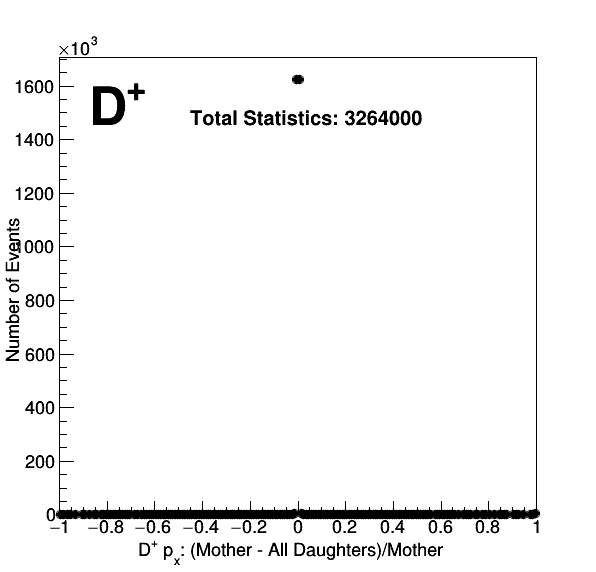 ×10³
1600
D⁺
Total Statistics: 3264000
1400
1200
1000
800
600
400
200
0
Number of Events
−1 −0.8 −0.6 −0.4 −0.2 0 0.2 0.4 0.6 0.8 1
D⁺ pₓ: (Mother - All Daughters)/Mother